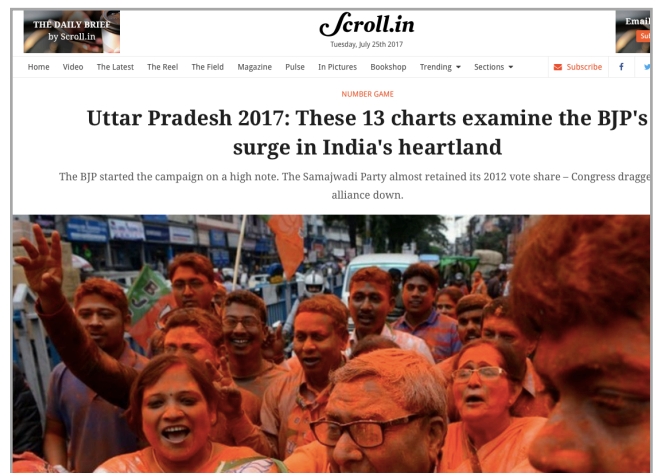 THE DAILY BRIEF
by Scroll.in
Scroll.in
Tuesday, July 25th 2017
Email
Sub
Home Video The Latest The Reel The Field Magazine Pulse In Pictures Bookshop Trending Sections Subscribe
NUMBER GAME
Uttar Pradesh 2017: These 13 charts examine the BJP's
surge in India's heartland
The BJP started the campaign on a high note. The Samajwadi Party almost retained its 2012 vote share – Congress dragge
alliance down.